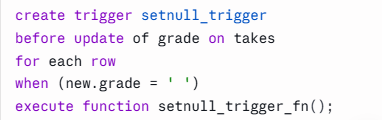 create trigger setnull_trigger
before update of grade on takes
for each row
when (new.grade = ' ')
execute function setnull_trigger_fn();